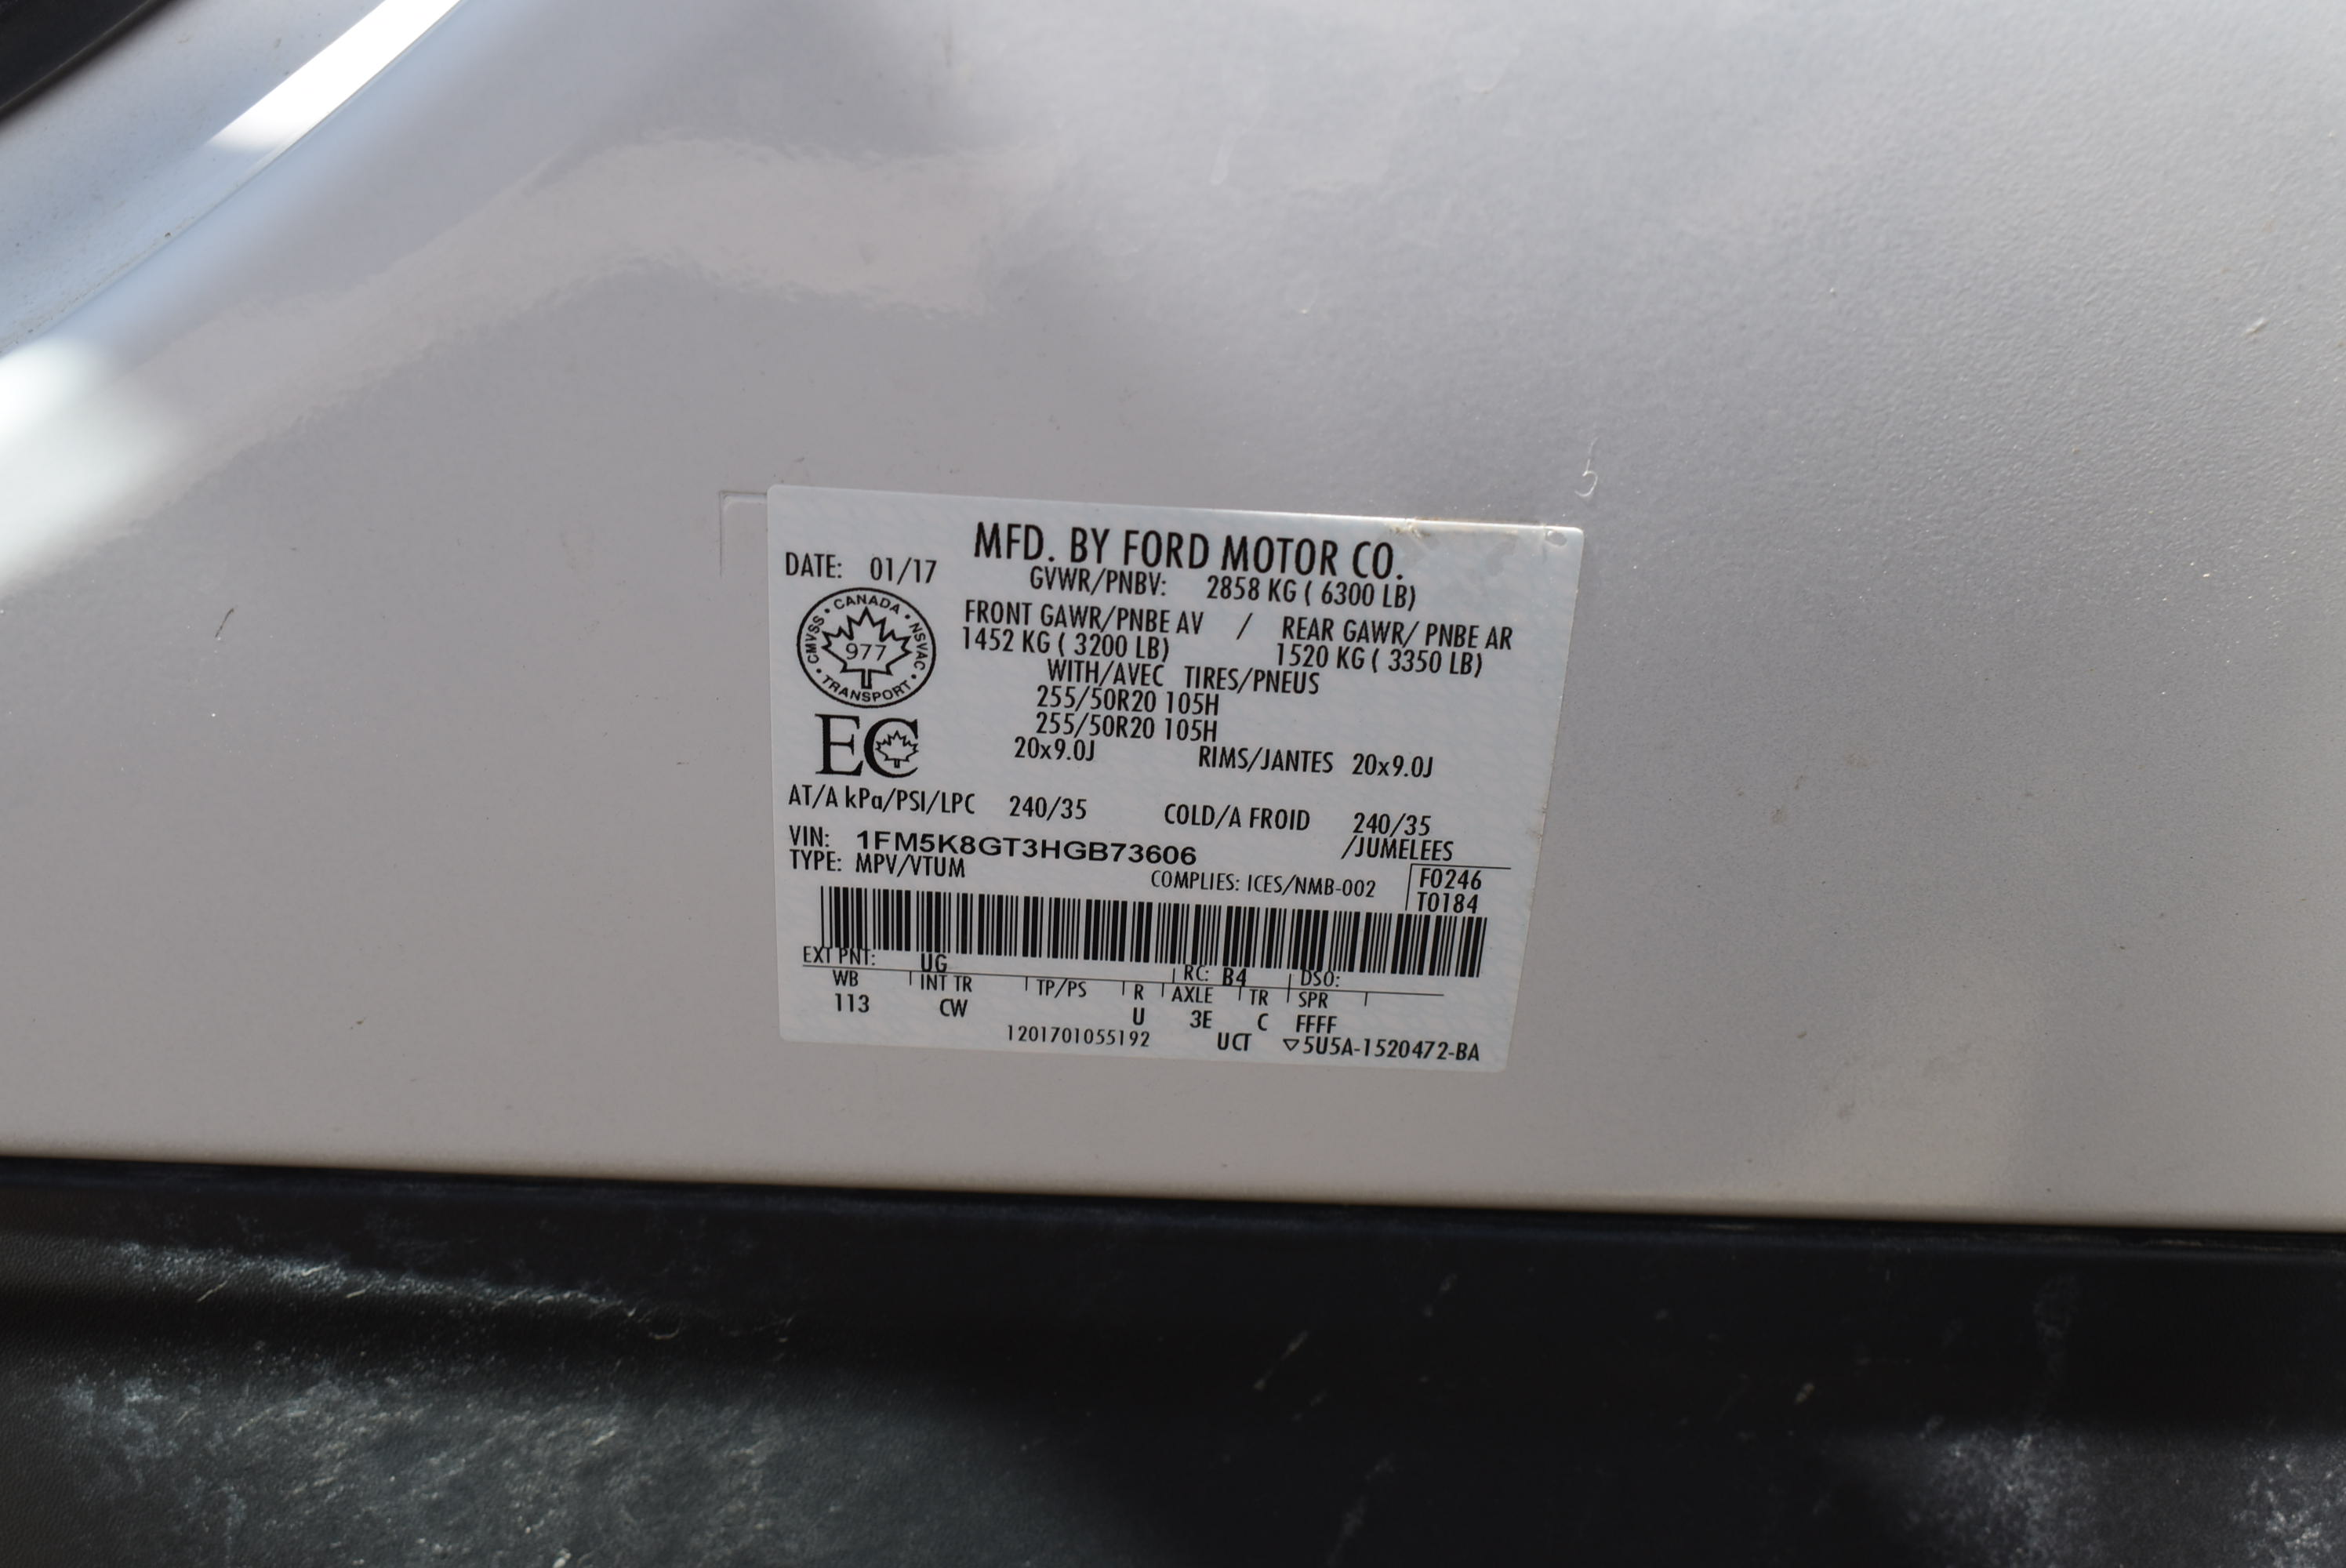 MFD. BY FORD MOTOR CO.
DATE: 01/17
GVWR/PNBV: 2858 KG ( 6300 LB)
FRONT GAWR/PNBE AV / REAR GAWR/ PNBE AR
1452 KG ( 3200 LB) 1520 KG ( 3350 LB)
WITH/AVEC TIRES/PNEUS
255/50R20 105H
255/50R20 105H
20x9.0J RIMS/JANTES 20x9.0J
CANADA • NSVAC • TRANSPORT • CMVSS •
977
EC
AT/A kPa/PSI/LPC 240/35 COLD/A FROID 240/35
VIN: 1FM5K8GT3HGB73606 /JUMELEES
TYPE: MPV/VTUM
COMPLIES: ICES/NMB-002 F0246
T0184
EXT PNT: UG RC: B4 DSO:
WB INT TR TP/PS R AXLE TR SPR
113 CW U 3E C FFFF
1201701055192 UCT ▽5U5A-1520472-BA